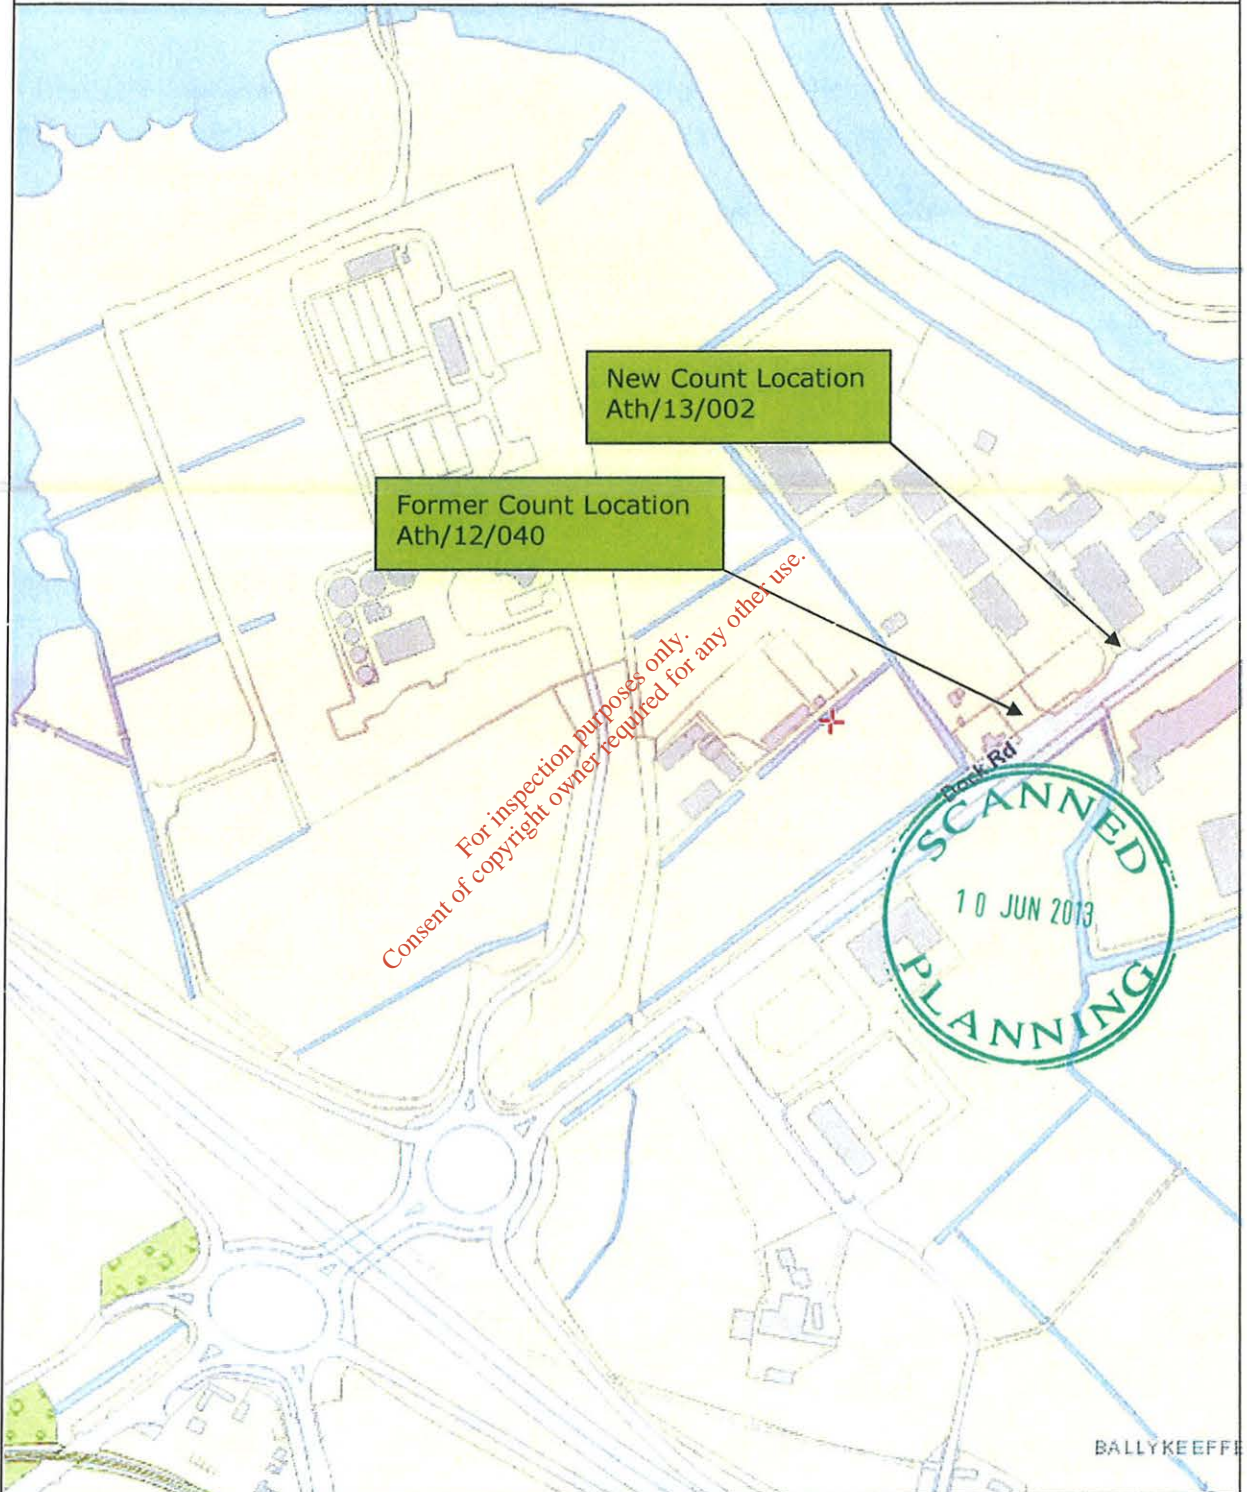 New Count Location
Ath/13/002
Former Count Location
Ath/12/040
For inspection purposes only.
Consent of copyright owner required for any other use.
Dock Rd
SCANNED
10 JUN 2013
PLANNING
BALLYKEEFFE